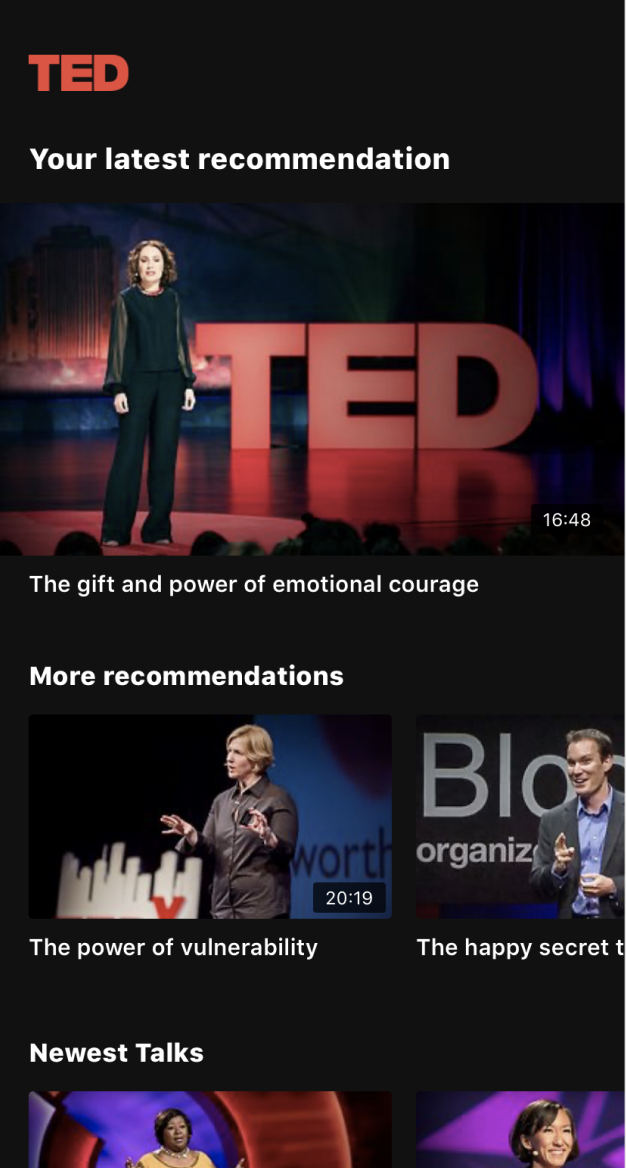 TED
Your latest recommendation
TED
16:48
The gift and power of emotional courage
More recommendations
Blo
organiz
worth
TEDx
20:19
The power of vulnerability
The happy secret t
Newest Talks